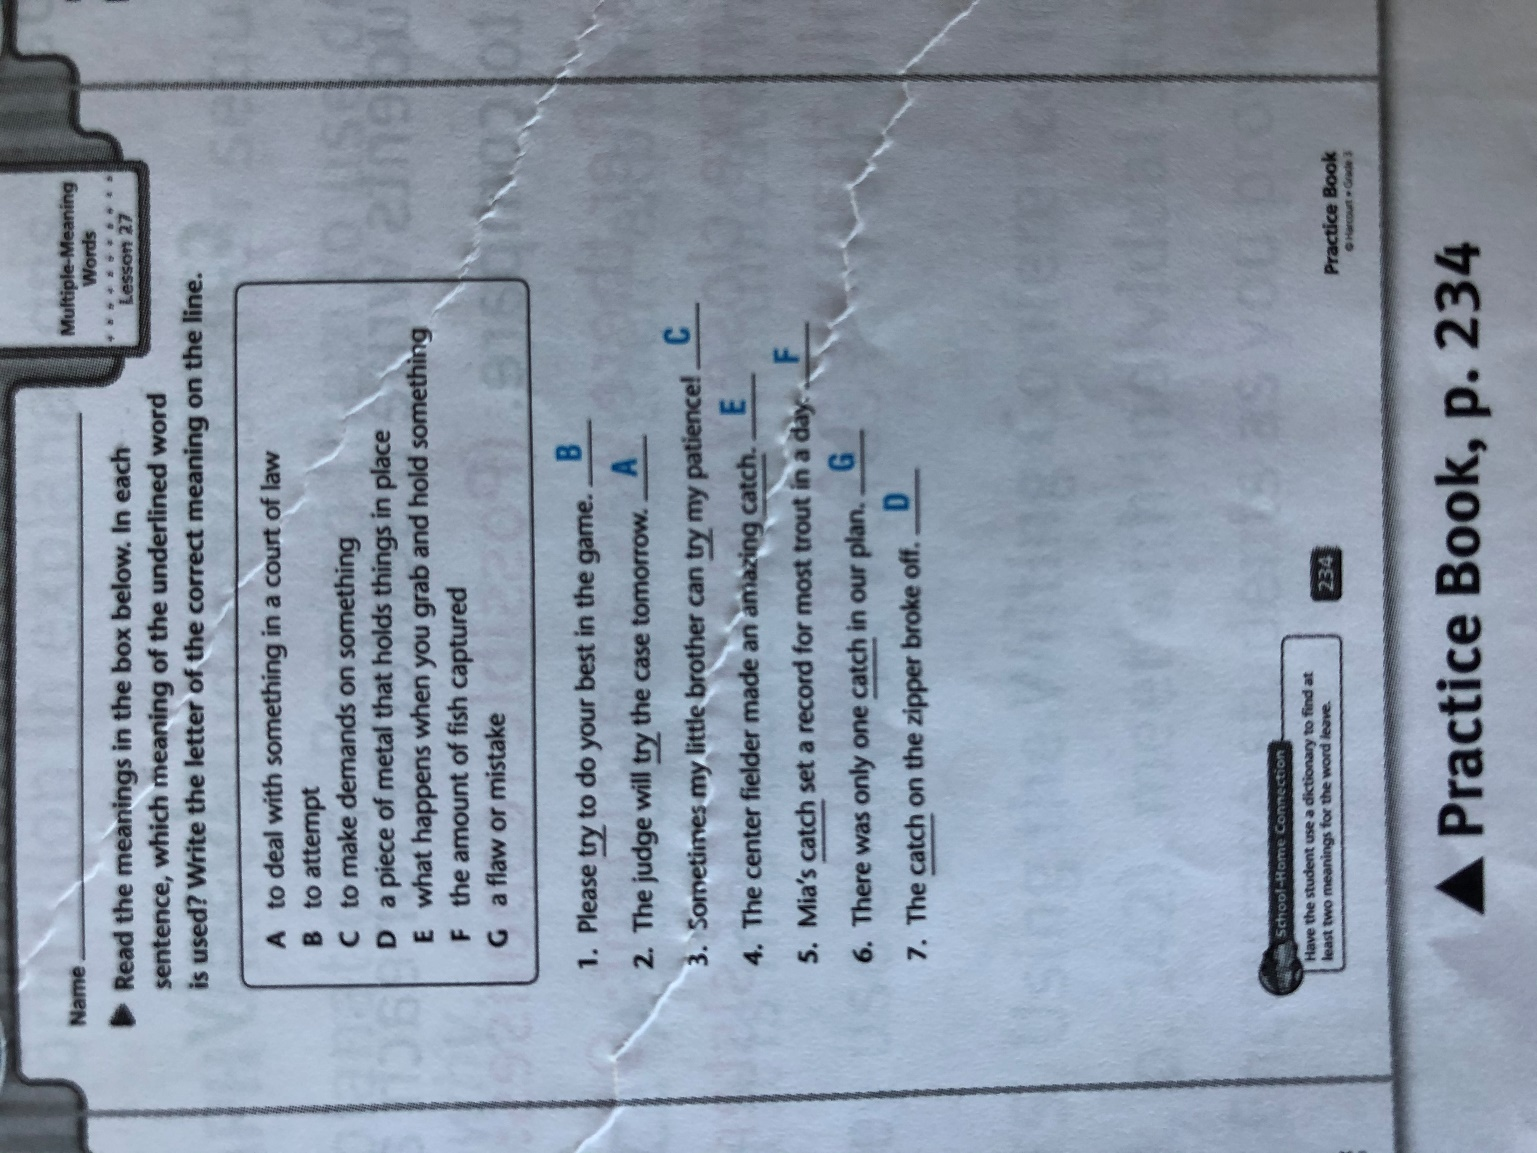 Name
Multiple-Meaning
Words
Lesson 27
▶ Read the meanings in the box below. In each
sentence, which meaning of the underlined word
is used? Write the letter of the correct meaning on the line.
A to deal with something in a court of law
B to attempt
C to make demands on something
D a piece of metal that holds things in place
E what happens when you grab and hold something
F the amount of fish captured
G a flaw or mistake
1. Please try to do your best in the game. B
2. The judge will try the case tomorrow. A
3. Sometimes my little brother can try my patience! C
4. The center fielder made an amazing catch. E
5. Mia's catch set a record for most trout in a day. F
6. There was only one catch in our plan. G
7. The catch on the zipper broke off. D
School-Home Connection
Have the student use a dictionary to find at
least two meanings for the word leave.
234
Practice Book
© Harcourt • Grade 3
▲ Practice Book, p. 234